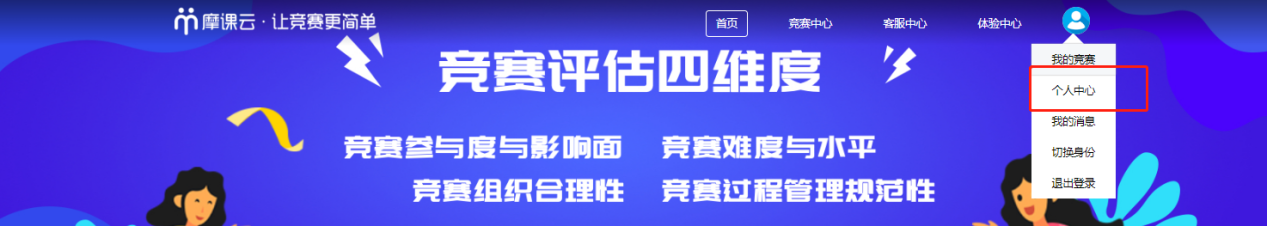 摩课云·让竞赛更简单
首页
竞赛中心
客服中心
体验中心
我的竞赛
个人中心
我的消息
切换身份
退出登录
竞赛评估四维度
竞赛参与度与影响面 竞赛难度与水平
竞赛组织合理性 竞赛过程管理规范性